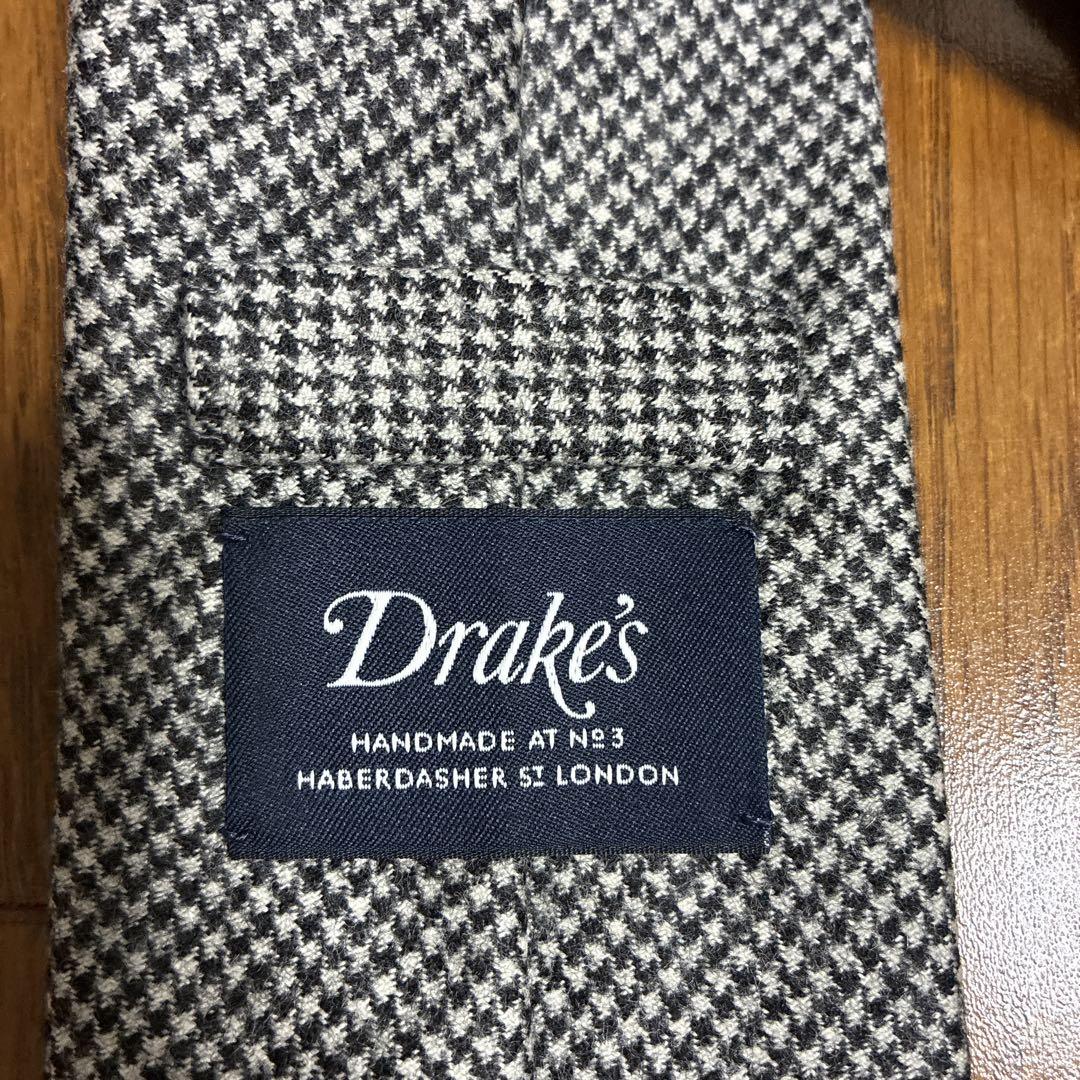 Drake's
HANDMADE AT Nº3
HABERDASHER ST LONDON